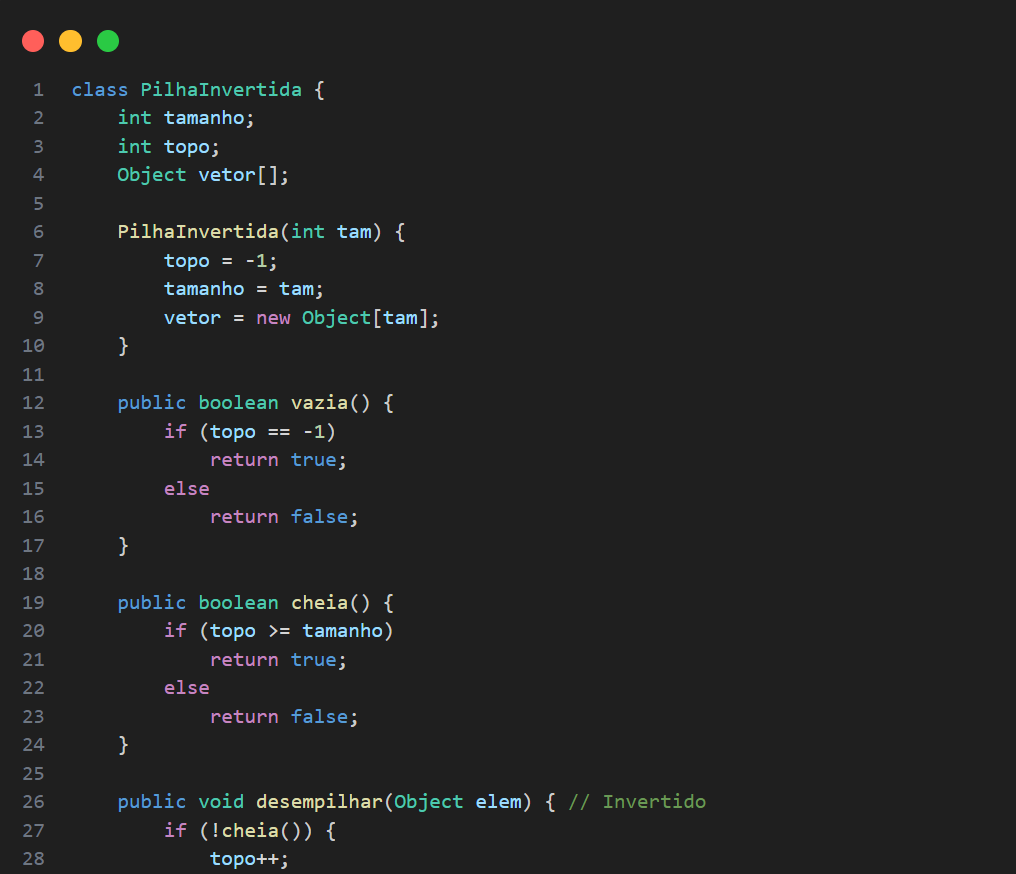 1 class PilhaInvertida {
2     int tamanho;
3     int topo;
4     Object vetor[];
5
6     PilhaInvertida(int tam) {
7         topo = -1;
8         tamanho = tam;
9         vetor = new Object[tam];
10     }
11
12     public boolean vazia() {
13         if (topo == -1)
14             return true;
15         else
16             return false;
17     }
18
19     public boolean cheia() {
20         if (topo >= tamanho)
21             return true;
22         else
23             return false;
24     }
25
26     public void desempilhar(Object elem) { // Invertido
27         if (!cheia()) {
28             topo++;